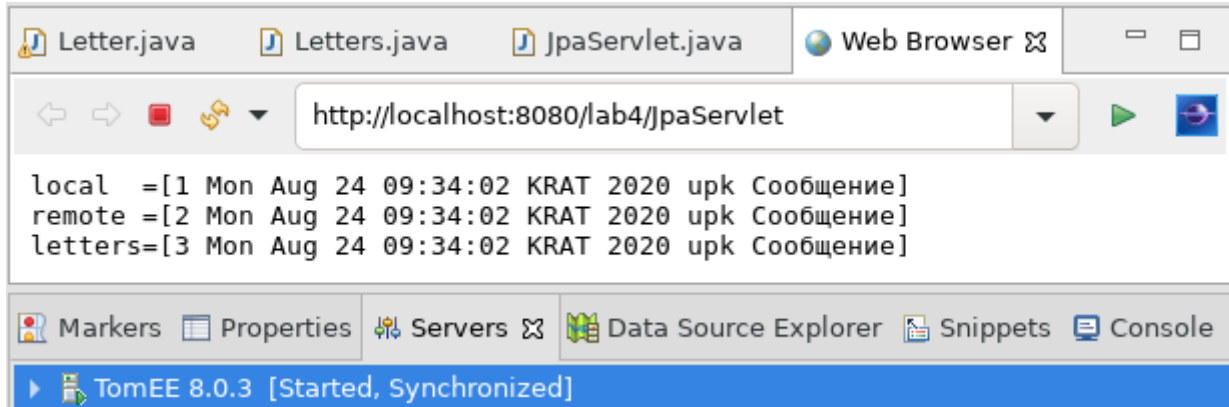 Letter.java Letters.java JpaServlet.java Web Browser
http://localhost:8080/lab4/JpaServlet
local  =[1 Mon Aug 24 09:34:02 KRAT 2020 upk Сообщение]
remote =[2 Mon Aug 24 09:34:02 KRAT 2020 upk Сообщение]
letters=[3 Mon Aug 24 09:34:02 KRAT 2020 upk Сообщение]
Markers Properties Servers Data Source Explorer Snippets Console
TomEE 8.0.3 [Started, Synchronized]